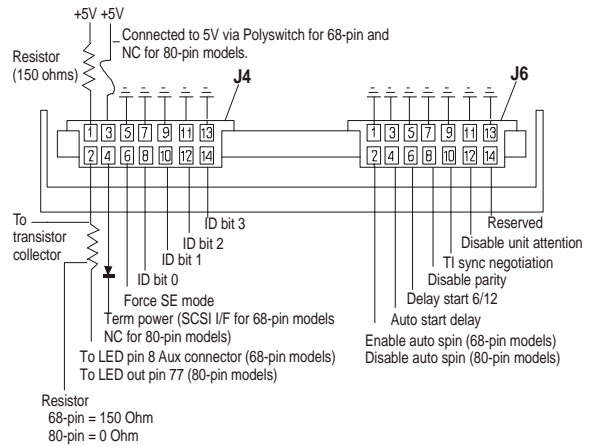 +5V +5V
Connected to 5V via Polyswitch for 68-pin and
NC for 80-pin models.
Resistor
(150 ohms)
J4
J6
1 3 5 7 9 11 13
2 4 6 8 10 12 14
1 3 5 7 9 11 13
2 4 6 8 10 12 14
To
transistor
collector
ID bit 3
ID bit 2
ID bit 1
ID bit 0
Force SE mode
Term power (SCSI I/F for 68-pin models
NC for 80-pin models)
To LED pin 8 Aux connector (68-pin models)
To LED out pin 77 (80-pin models)
Resistor
68-pin = 150 Ohm
80-pin = 0 Ohm
Reserved
Disable unit attention
TI sync negotiation
Disable parity
Delay start 6/12
Auto start delay
Enable auto spin (68-pin models)
Disable auto spin (80-pin models)